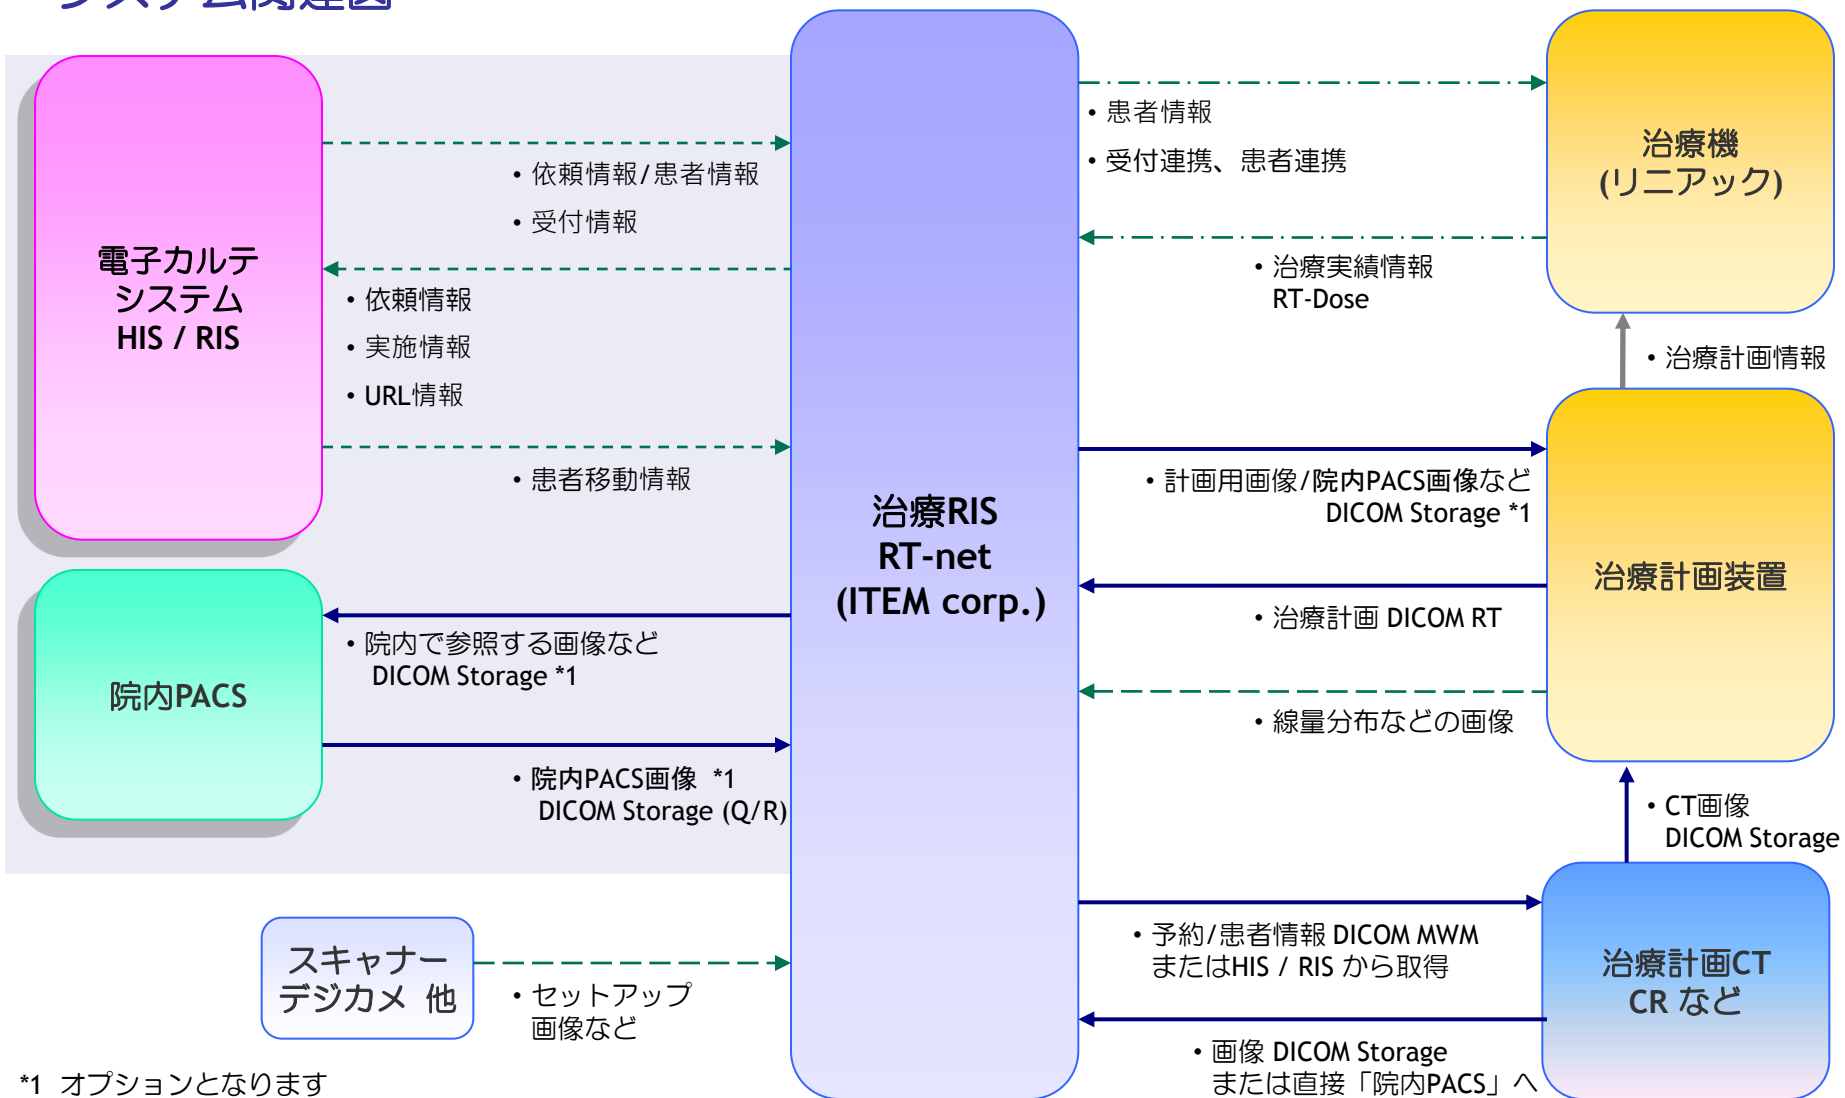 システム関連図
電子カルテ
システム
HIS / RIS
・依頼情報/患者情報
・受付情報
・依頼情報
・実施情報
・URL情報
・患者移動情報
院内PACS
・院内で参照する画像など
DICOM Storage *1
・院内PACS画像 *1
DICOM Storage (Q/R)
スキャナー
デジカメ 他
・セットアップ
画像など
*1 オプションとなります
治療RIS
RT-net
(ITEM corp.)
・患者情報
・受付連携、患者連携
・治療実績情報
RT-Dose
治療機
(リニアック)
・治療計画情報
・計画用画像/院内PACS画像など
DICOM Storage *1
・治療計画 DICOM RT
・線量分布などの画像
治療計画装置
・CT画像
DICOM Storage
・予約/患者情報 DICOM MWM
またはHIS / RIS から取得
・画像 DICOM Storage
または直接「院内PACS」へ
治療計画CT
CR など